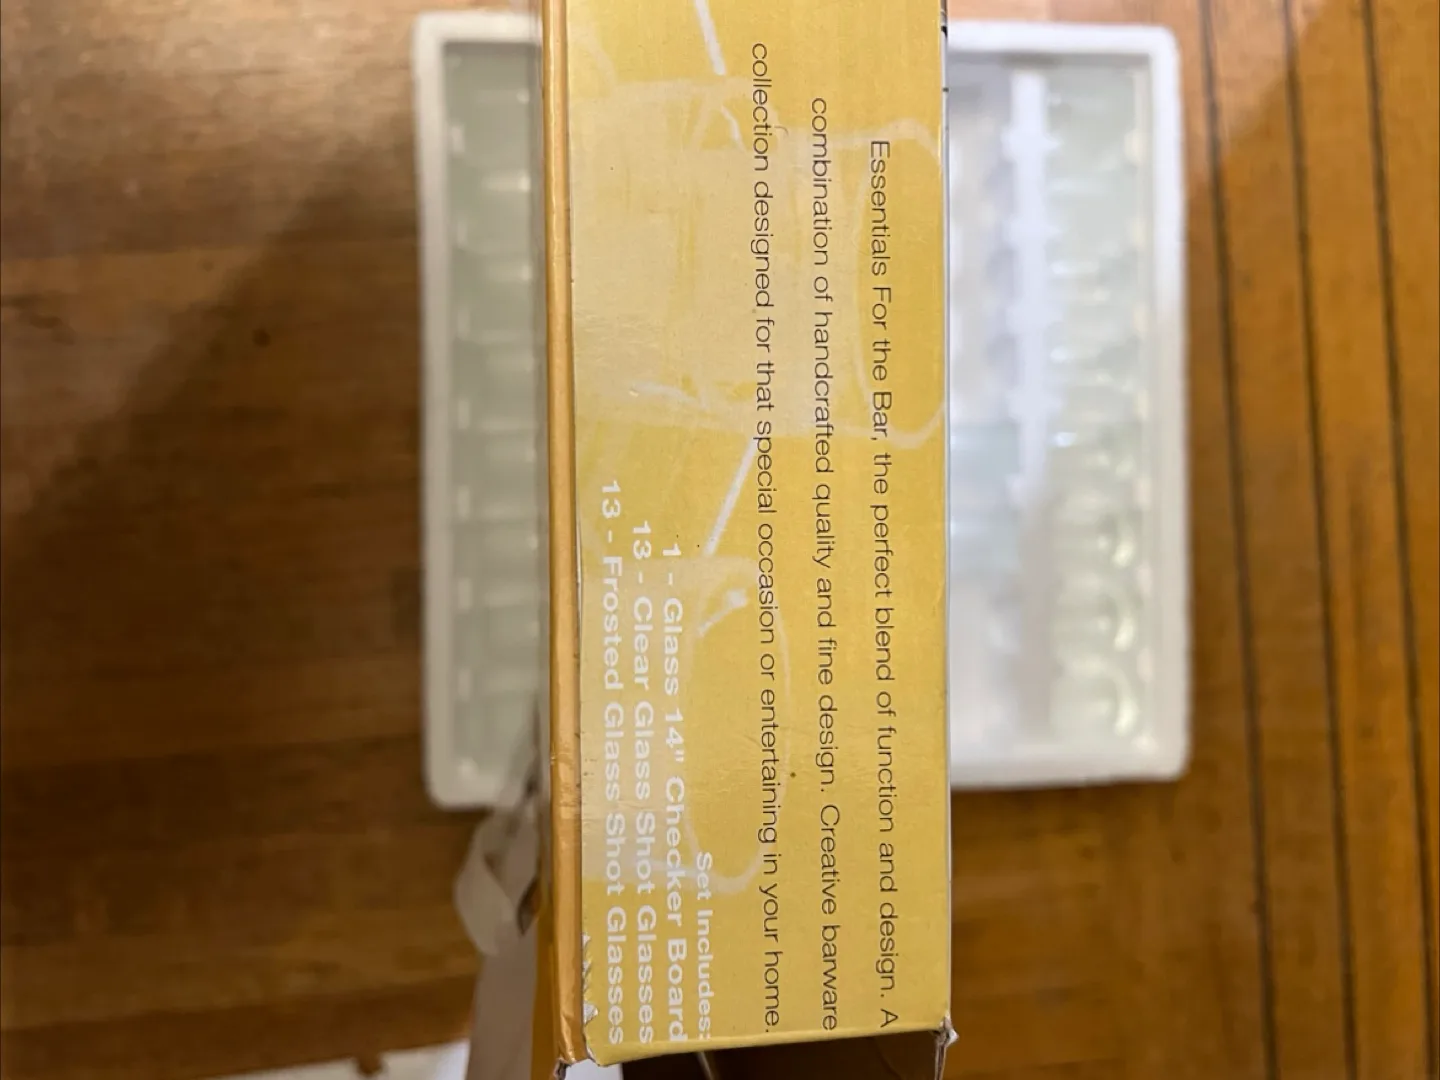 Essentials For the Bar, the perfect blend of function and design. A
combination of handcrafted quality and fine design. Creative barware
collection designed for that special occasion or entertaining in your home.
Set Includes:
1 - Glass 14" Checker Board
13 - Clear Glass Shot Glasses
13 - Frosted Glass Shot Glasses